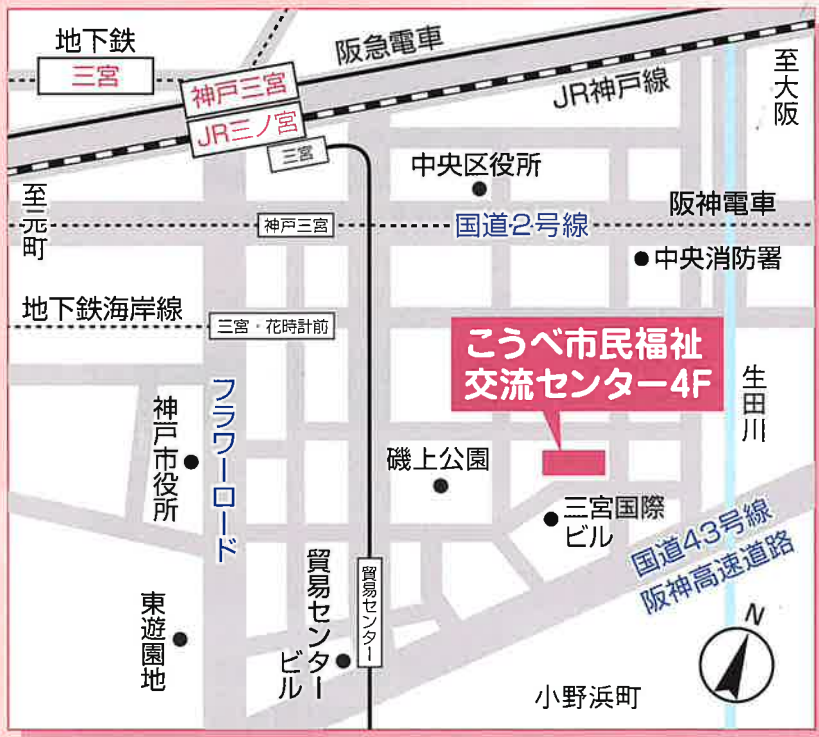 地下鉄
三宮
阪急電車
神戸三宮
JR三ノ宮
三宮
JR神戸線
至大阪
至元町
中央区役所
阪神電車
神戸三宮
国道2号線
中央消防署
地下鉄海岸線
三宮・花時計前
こうべ市民福祉
交流センター4F
生田川
フラワーロード
神戸市役所
磯上公園
三宮国際
ビル
国道43号線
阪神高速道路
貿易センター
ビル
貿易センター
東遊園地
小野浜町
N